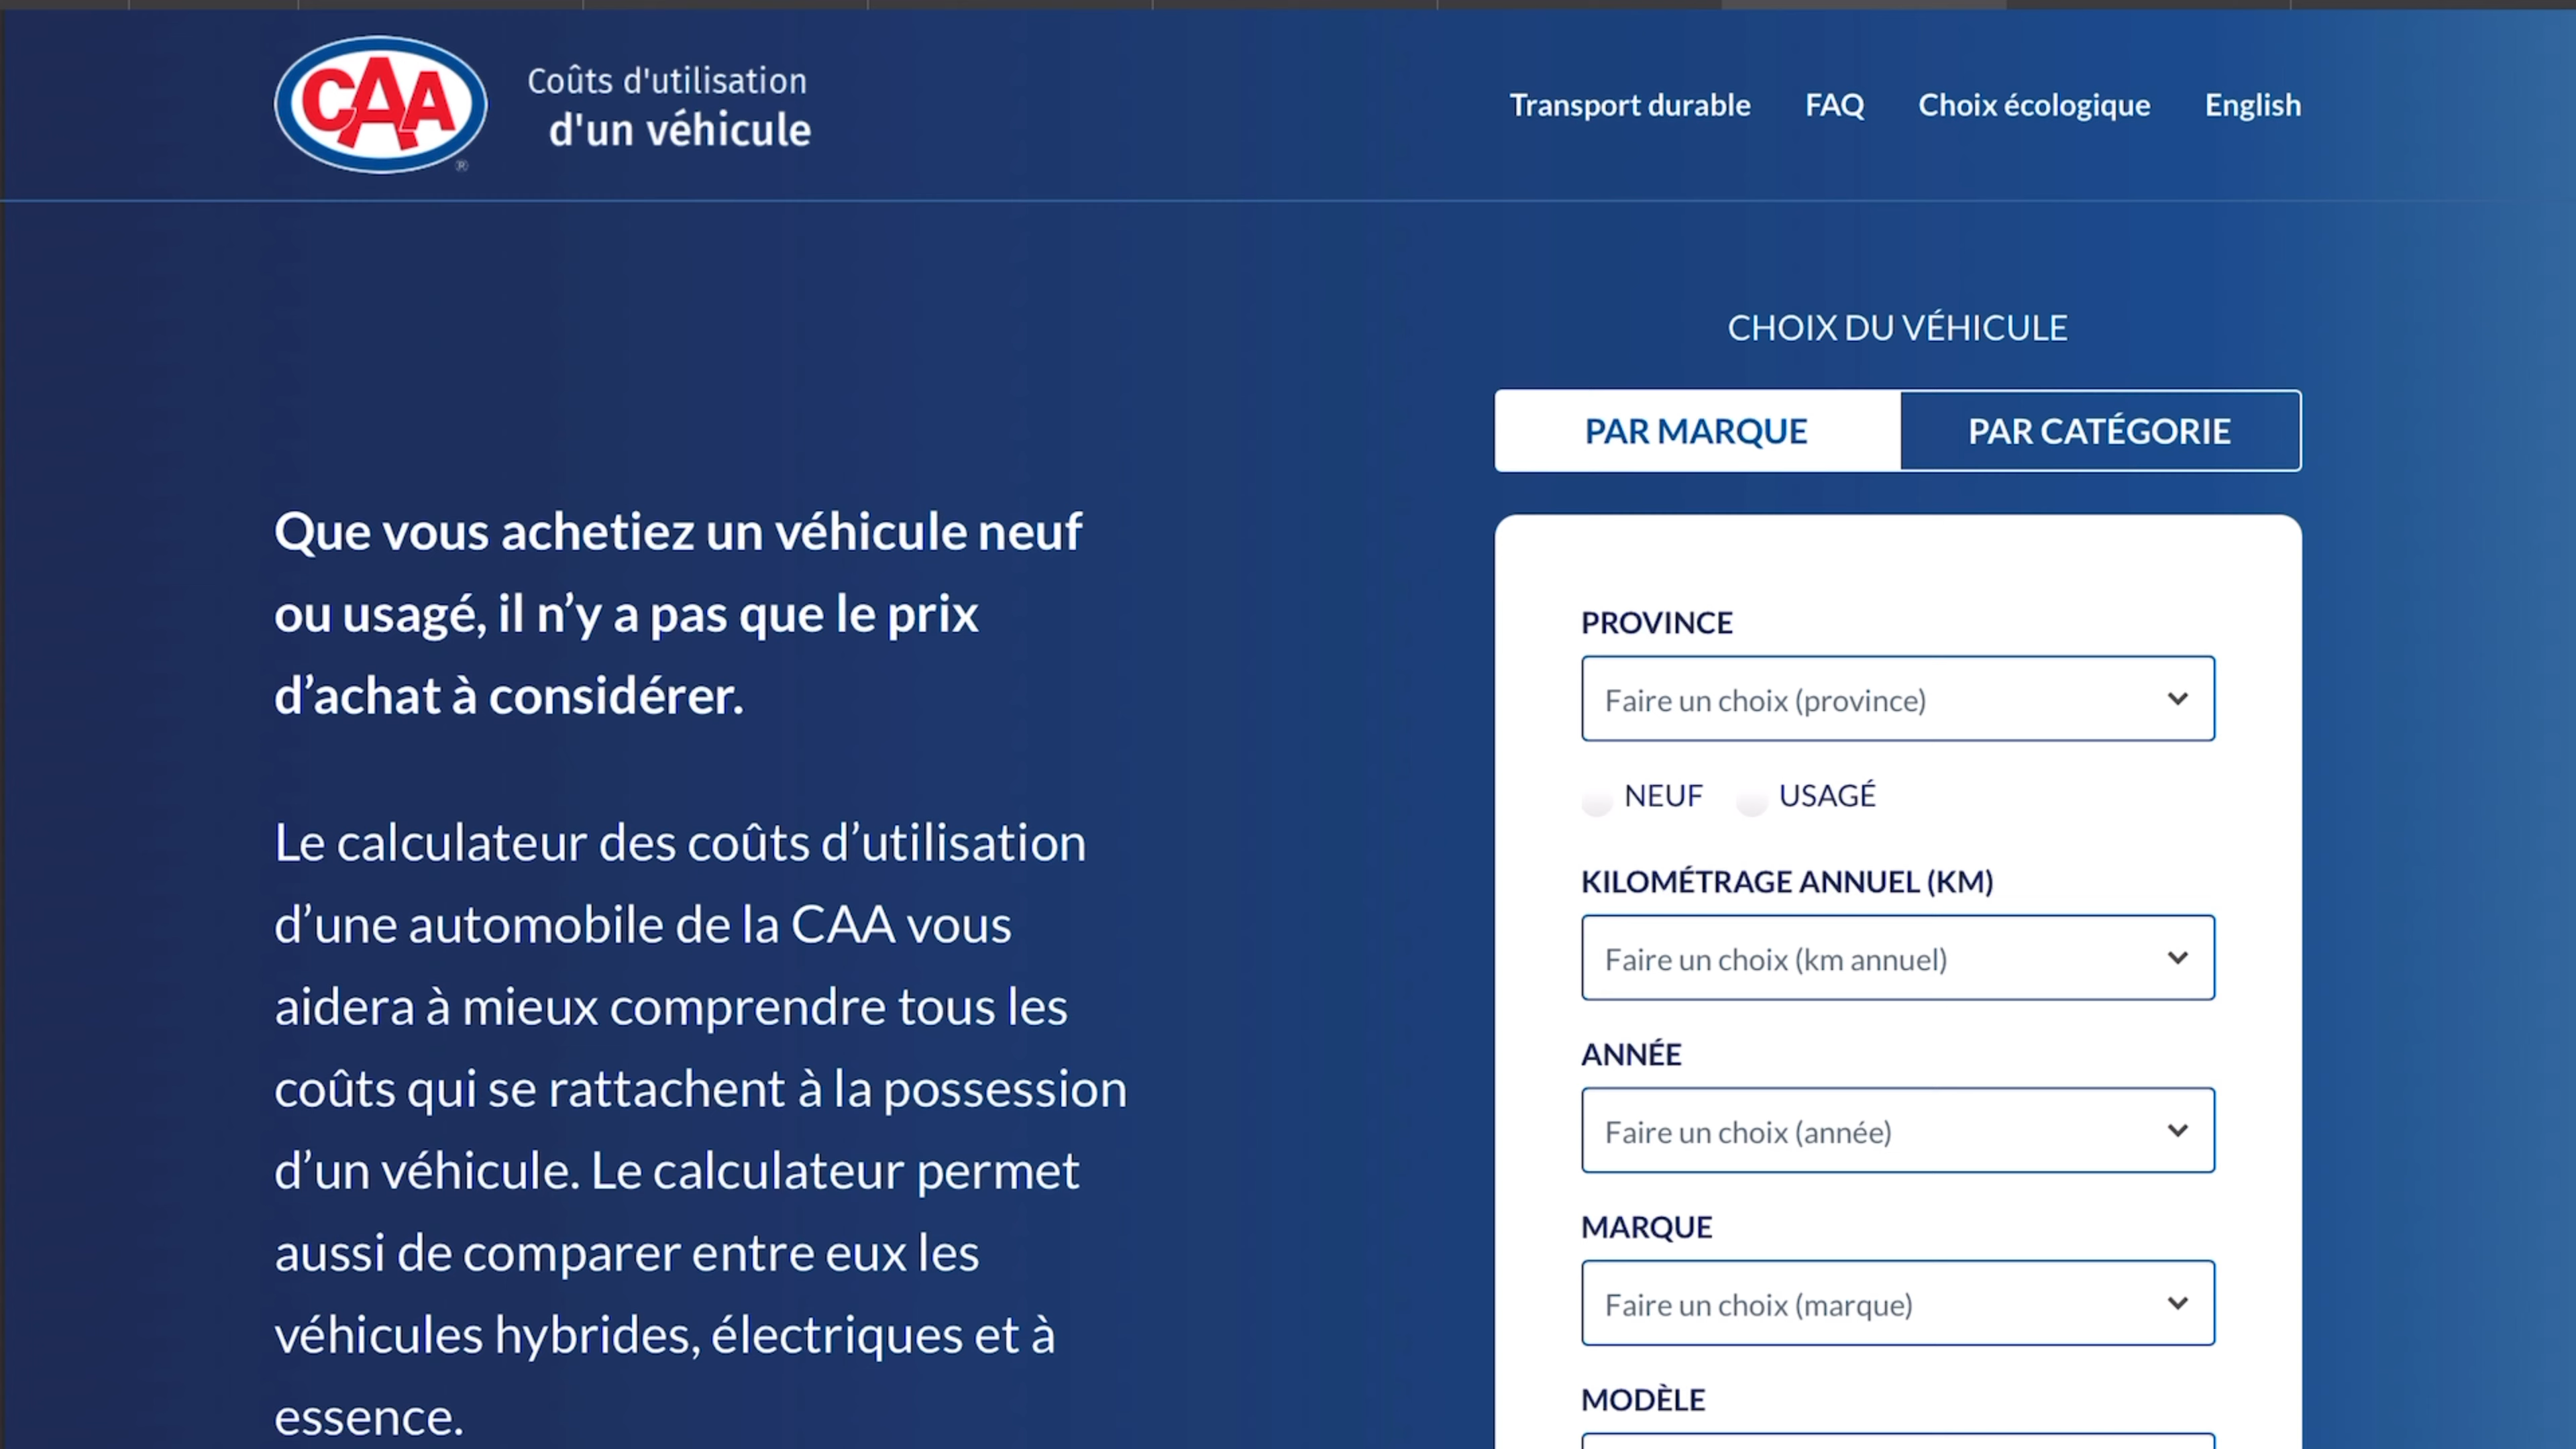 CAA
®
Coûts d'utilisation
d'un véhicule
Transport durable
FAQ
Choix écologique
English
Que vous achetiez un véhicule neuf
ou usagé, il n’y a pas que le prix
d’achat à considérer.
Le calculateur des coûts d’utilisation
d’une automobile de la CAA vous
aidera à mieux comprendre tous les
coûts qui se rattachent à la possession
d’un véhicule. Le calculateur permet
aussi de comparer entre eux les
véhicules hybrides, électriques et à
essence.
CHOIX DU VÉHICULE
PAR MARQUE
PAR CATÉGORIE
PROVINCE
Faire un choix (province)
NEUF
USAGÉ
KILOMÉTRAGE ANNUEL (KM)
Faire un choix (km annuel)
ANNÉE
Faire un choix (année)
MARQUE
Faire un choix (marque)
MODÈLE